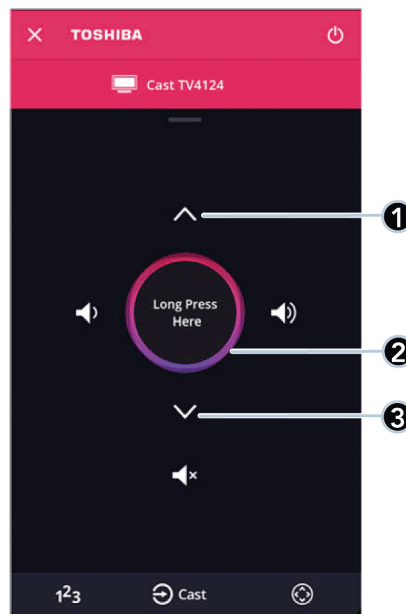 TOSHIBA
Cast TV4124
1
Long Press
Here
2
3
123
Cast